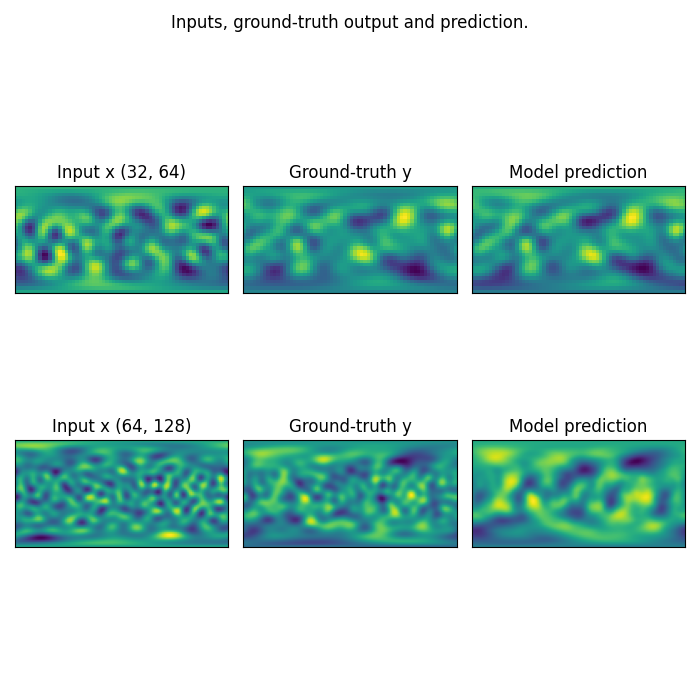 Inputs, ground-truth output and prediction.
Input x (32, 64)
Ground-truth y
Model prediction
Input x (64, 128)
Ground-truth y
Model prediction